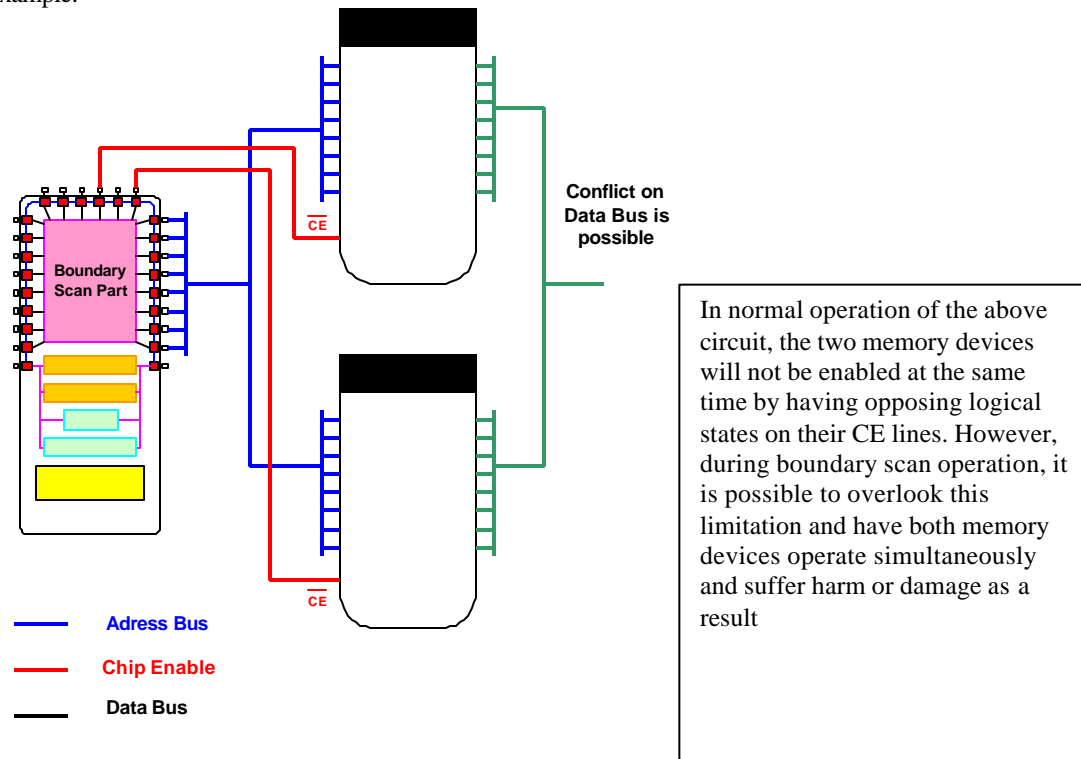 xample:
CE
Conflict on
Data Bus is
possible
Boundary
Scan Part
CE
In normal operation of the above
circuit, the two memory devices
will not be enabled at the same
time by having opposing logical
states on their CE lines. However,
during boundary scan operation, it
is possible to overlook this
limitation and have both memory
devices operate simultaneously
and suffer harm or damage as a
result
Adress Bus
Chip Enable
Data Bus